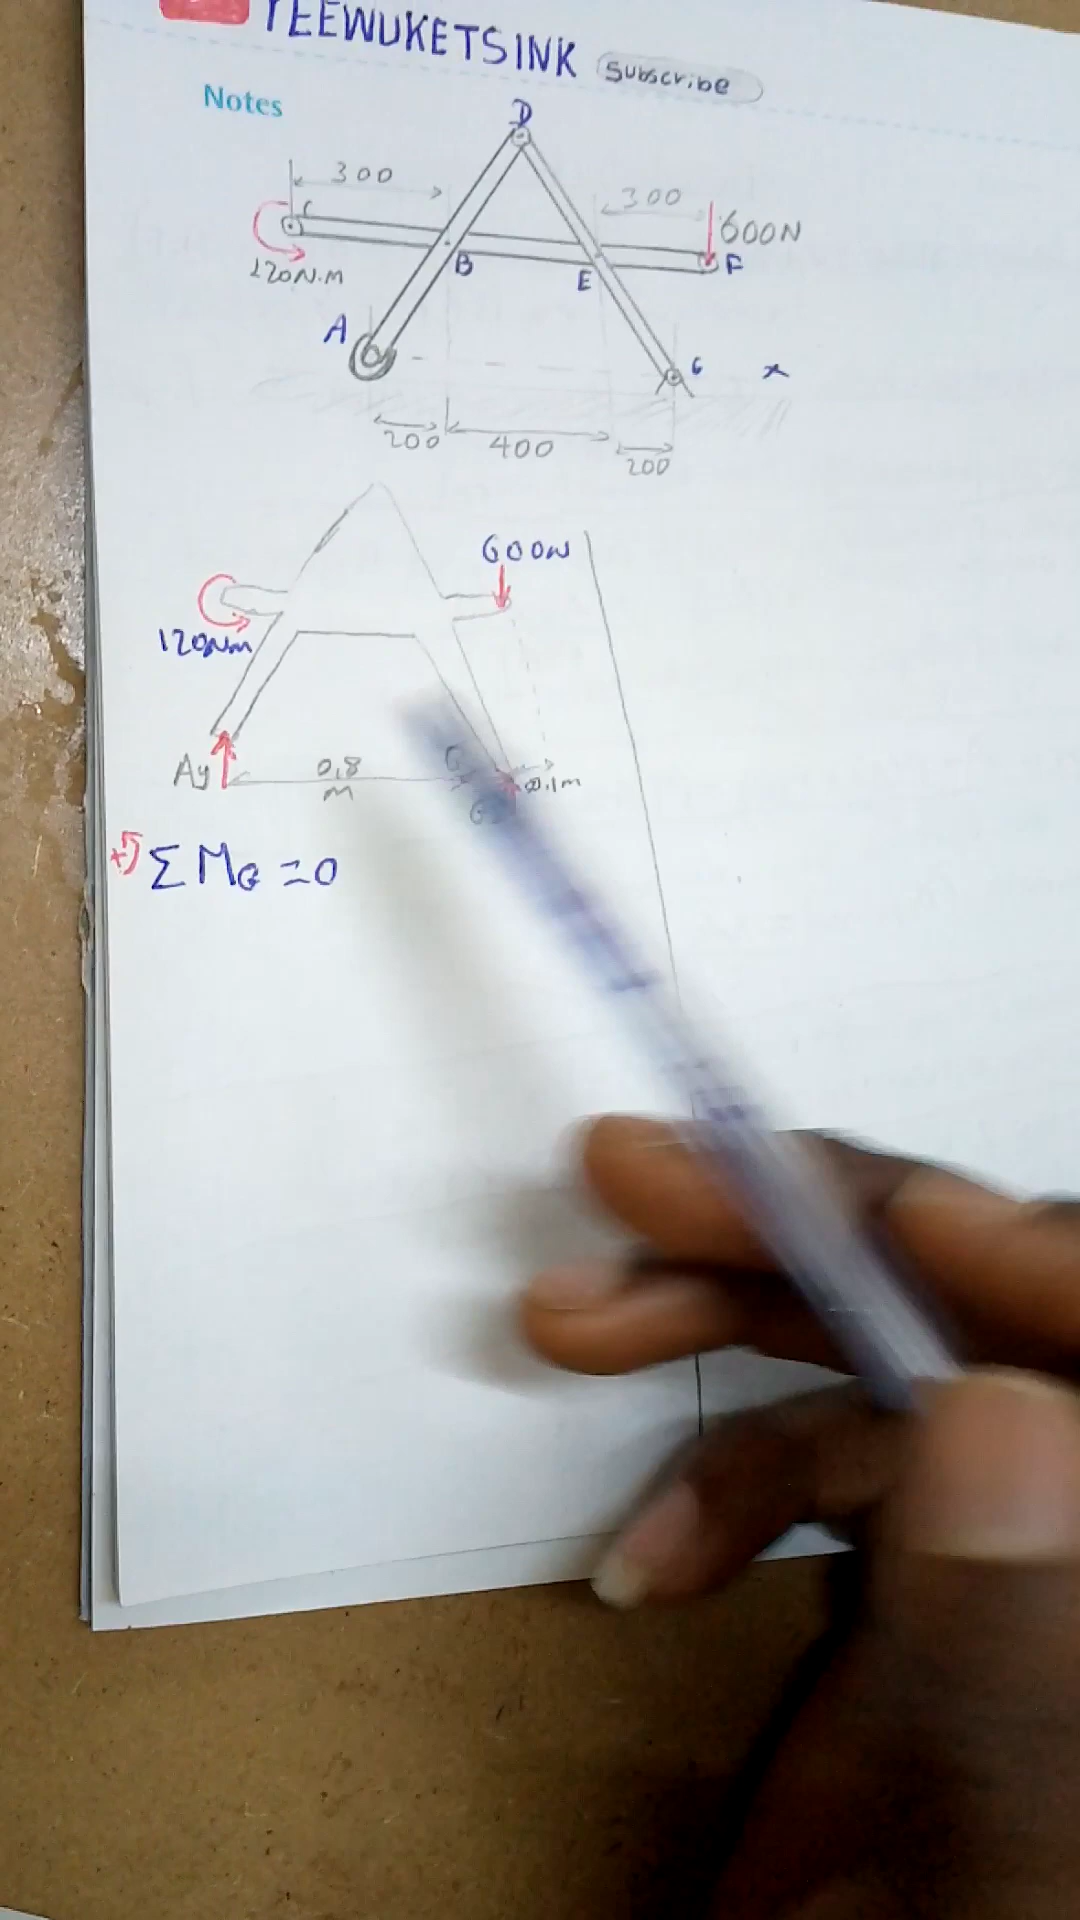 YEEWUKETSINK
Subscribe
Notes
D
300
300
C
600N
120N.M
B
E
F
A
G
x
200
400
200
600N
120Nm
Ay
0,8
m
0.1m
+ ΣMG=0